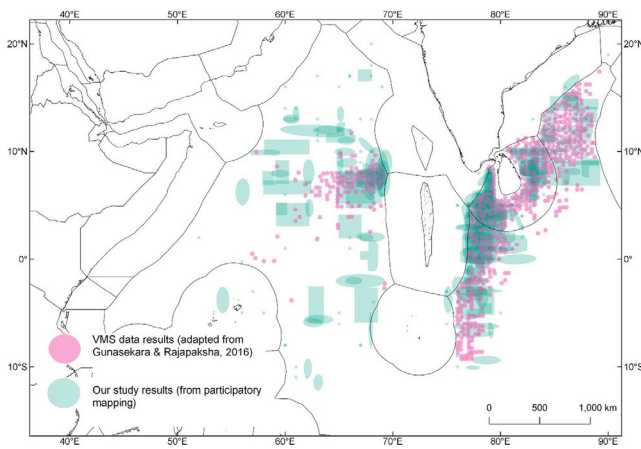 40°E 50°E 60°E 70°E 80°E 90°E
20°N 20°N
10°N 10°N
0° 0°
VMS data results (adapted from
Gunasekara & Rajapaksha, 2016)
Our study results (from participatory
mapping)
10°S 10°S
0 500 1,000 km
40°E 50°E 60°E 70°E 80°E 90°E